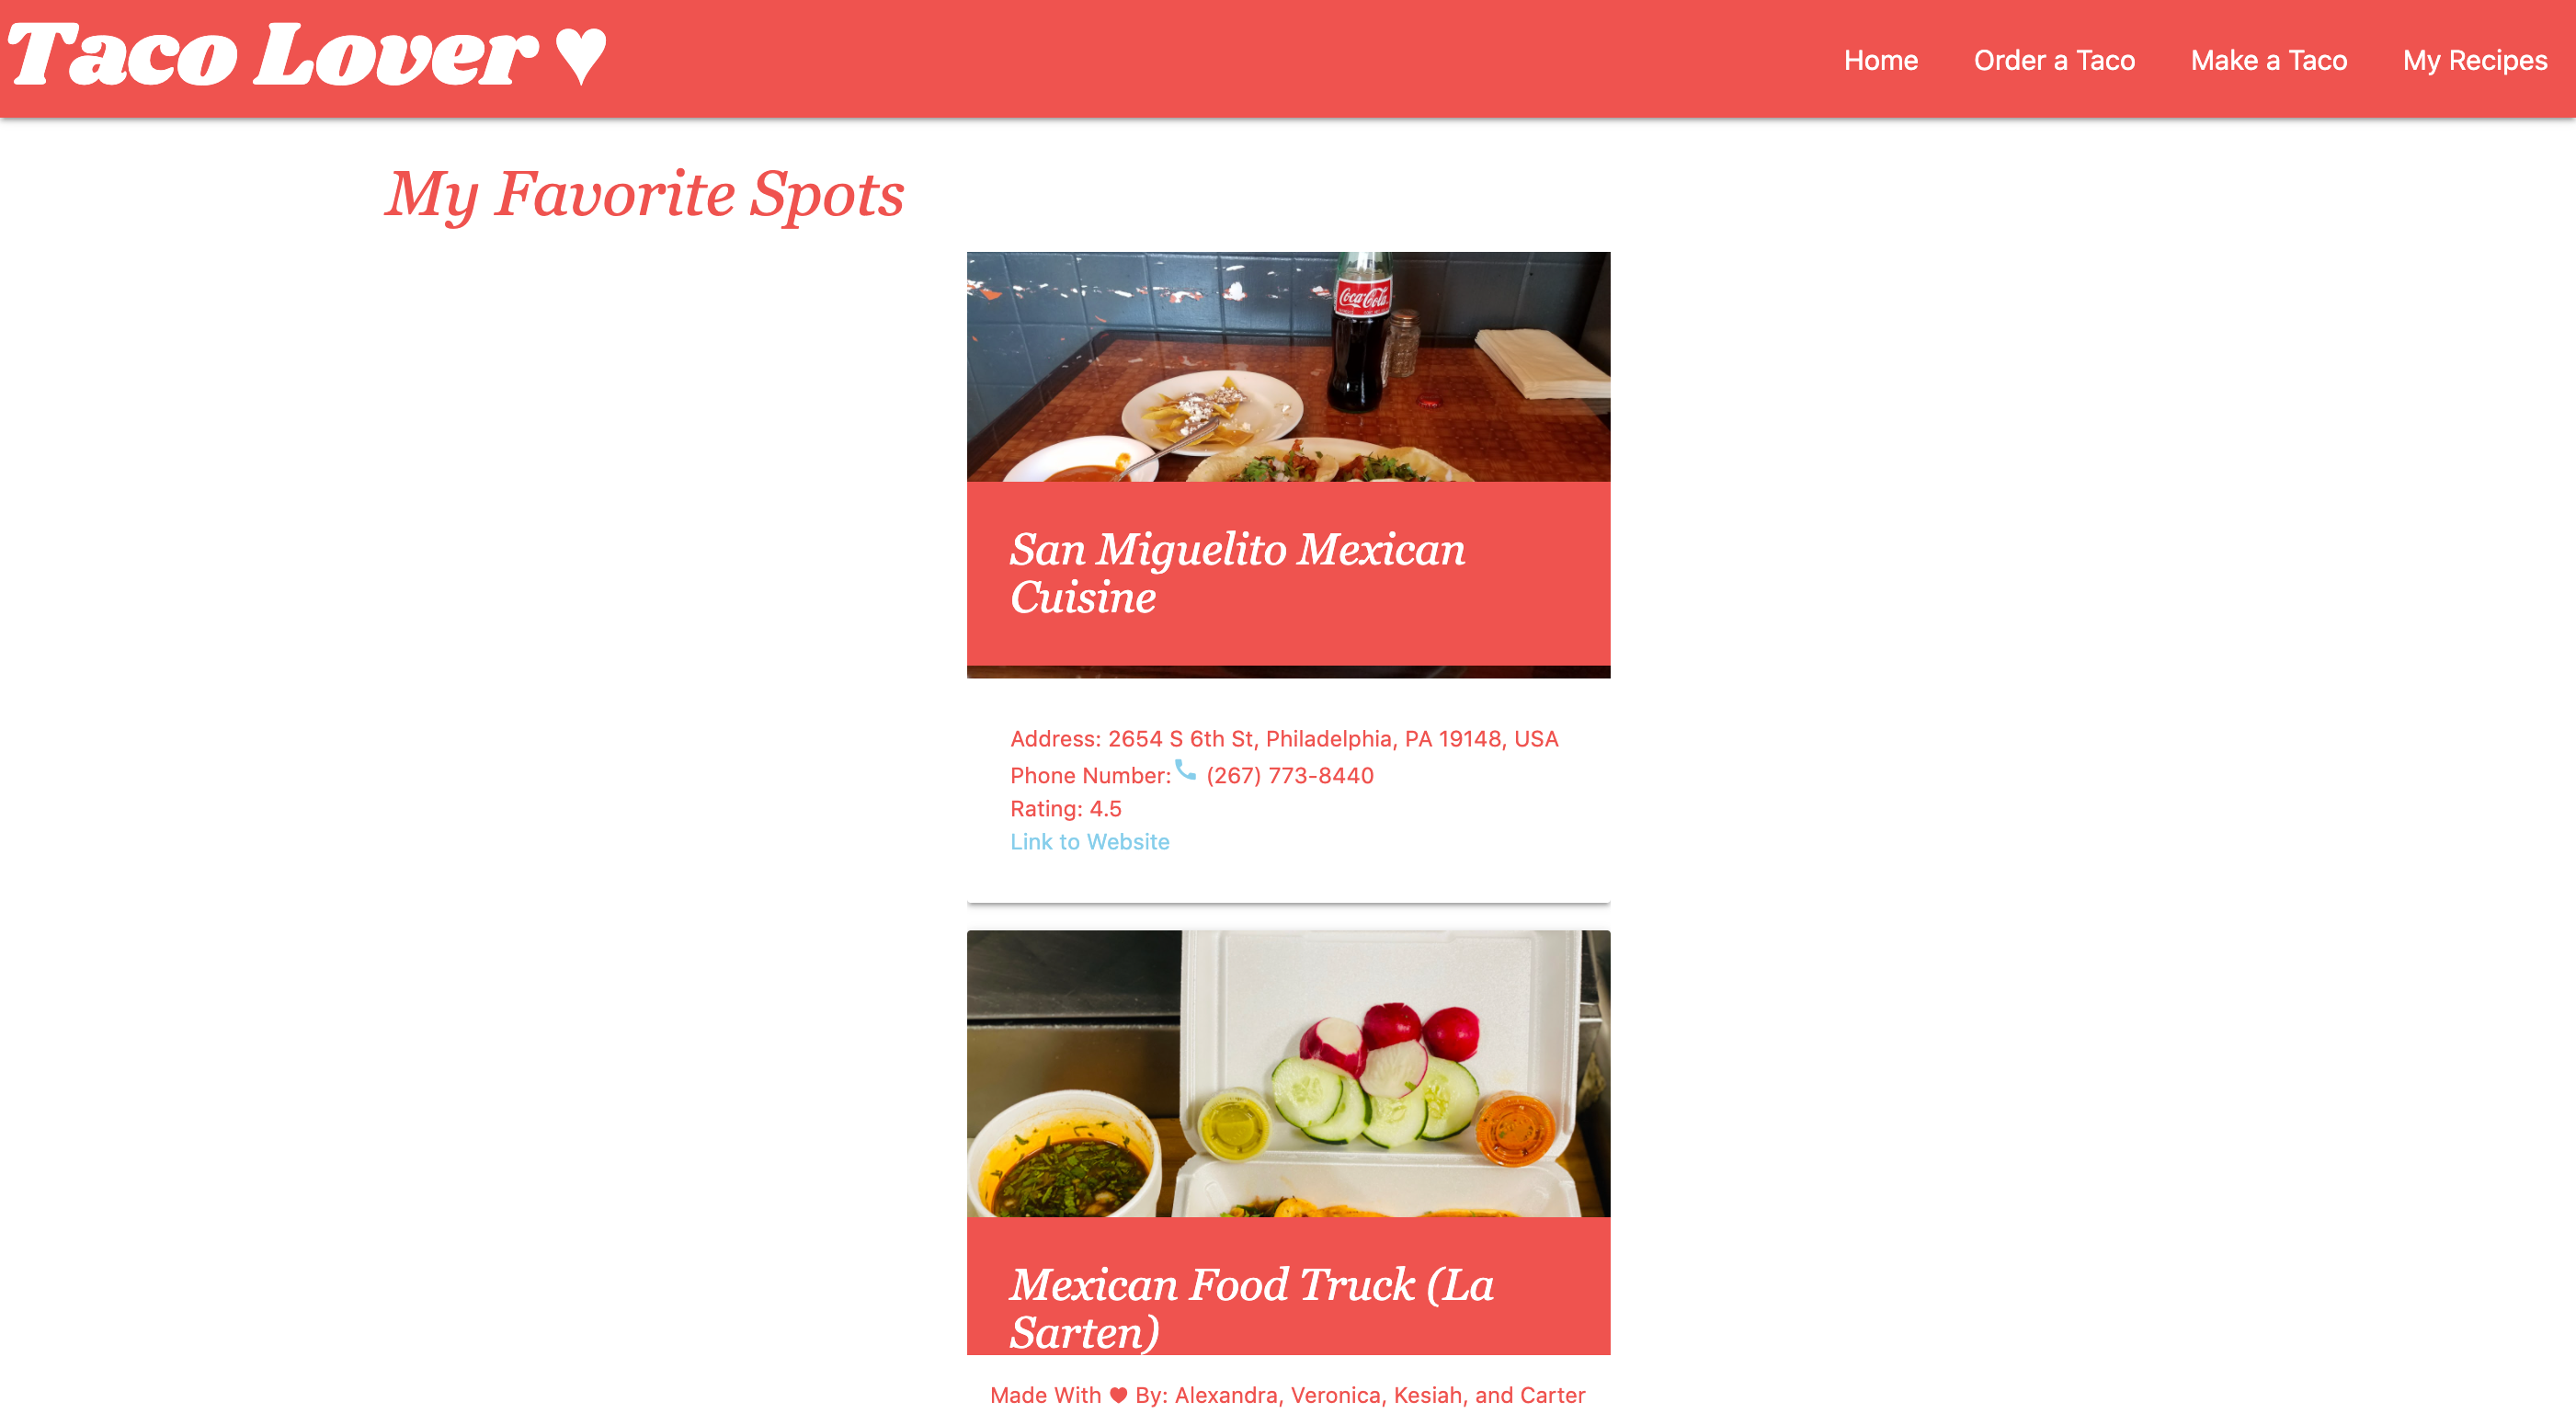 Taco Lover ♥
Home Order a Taco Make a Taco My Recipes
My Favorite Spots
Coca-Cola
San Miguelito Mexican
Cuisine
Address: 2654 S 6th St, Philadelphia, PA 19148, USA
Phone Number: (267) 773-8440
Rating: 4.5
Link to Website
Mexican Food Truck (La
Sarten)
Made With ♥ By: Alexandra, Veronica, Kesiah, and Carter